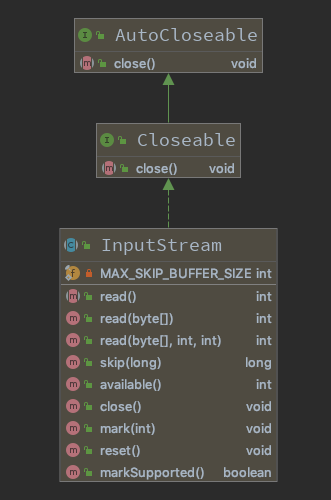 I AutoCloseable
m close() void
I Closeable
m close() void
C InputStream
f MAX_SKIP_BUFFER_SIZE int
m read() int
m read(byte[]) int
m read(byte[], int, int) int
m skip(long) long
m available() int
m close() void
m mark(int) void
m reset() void
m markSupported() boolean